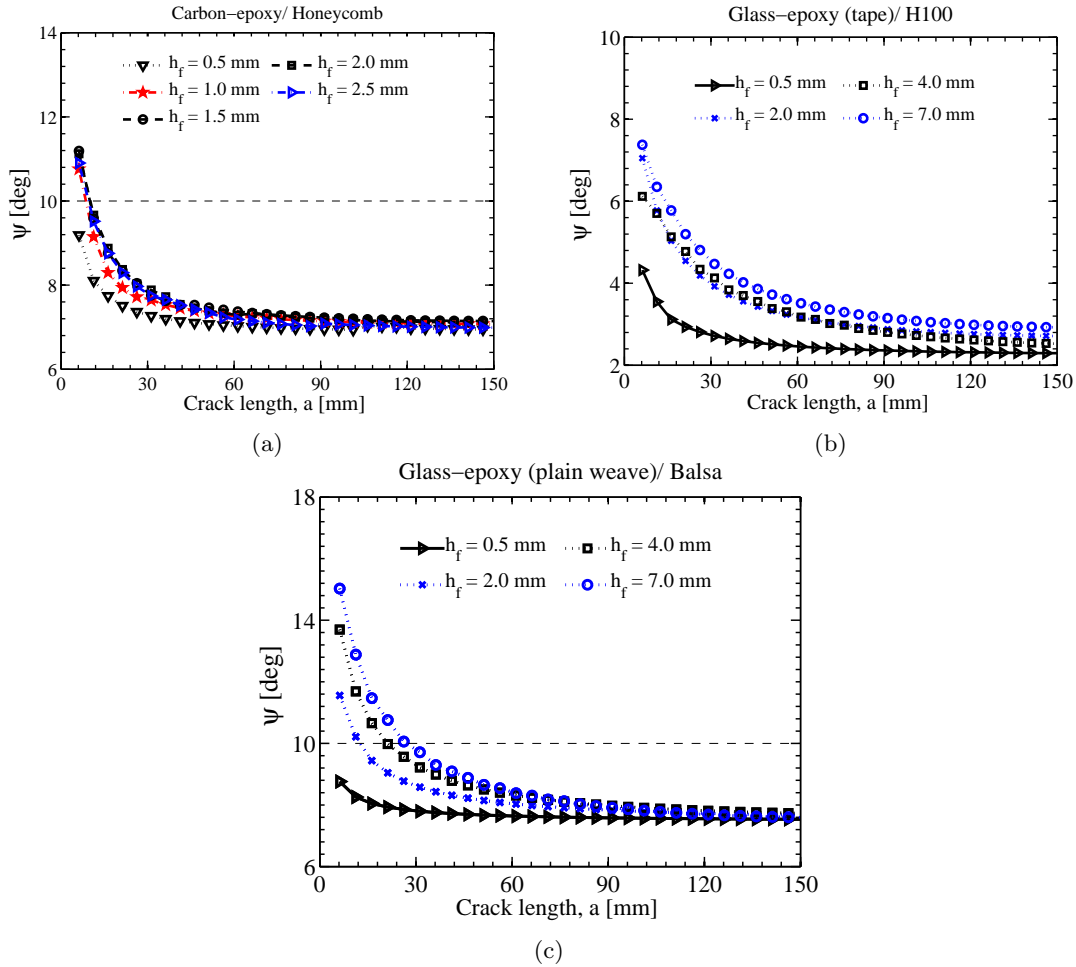 Carbon−epoxy/ Honeycomb
14
12
10
8
6
ψ [deg]
h_f = 0.5 mm
h_f = 1.0 mm
h_f = 1.5 mm
h_f = 2.0 mm
h_f = 2.5 mm
0 30 60 90 120 150
Crack length, a [mm]
(a)
Glass−epoxy (tape)/ H100
10
8
6
4
2
ψ [deg]
h_f = 0.5 mm
h_f = 2.0 mm
h_f = 4.0 mm
h_f = 7.0 mm
0 30 60 90 120 150
Crack length, a [mm]
(b)
Glass−epoxy (plain weave)/ Balsa
18
14
10
6
ψ [deg]
h_f = 0.5 mm
h_f = 2.0 mm
h_f = 4.0 mm
h_f = 7.0 mm
0 30 60 90 120 150
Crack length, a [mm]
(c)